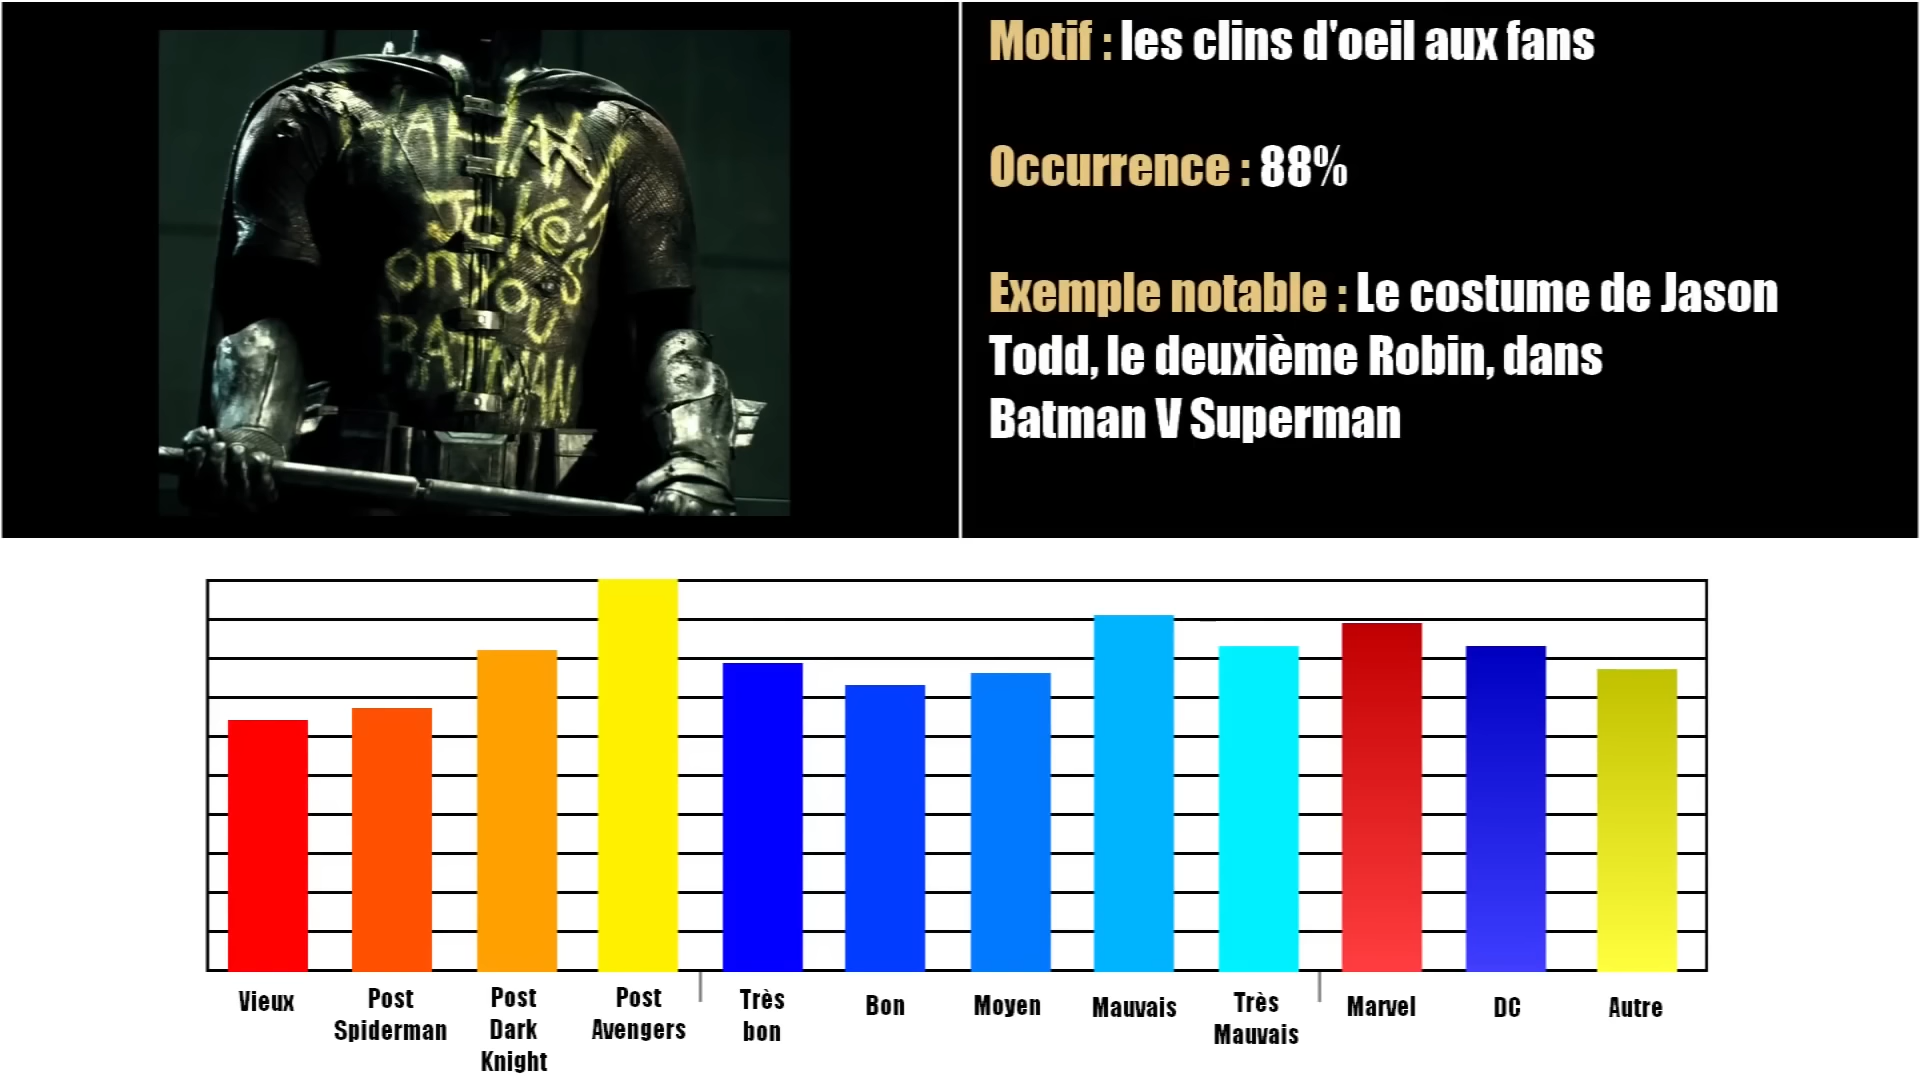 HAHAHA
Joke's
on you
BATMAN
Motif : les clins d'oeil aux fans
Occurrence : 88%
Exemple notable : Le costume de Jason
Todd, le deuxième Robin, dans
Batman V Superman
Vieux
Post
Spiderman
Post
Dark
Knight
Post
Avengers
Très
bon
Bon
Moyen
Mauvais
Très
Mauvais
Marvel
DC
Autre